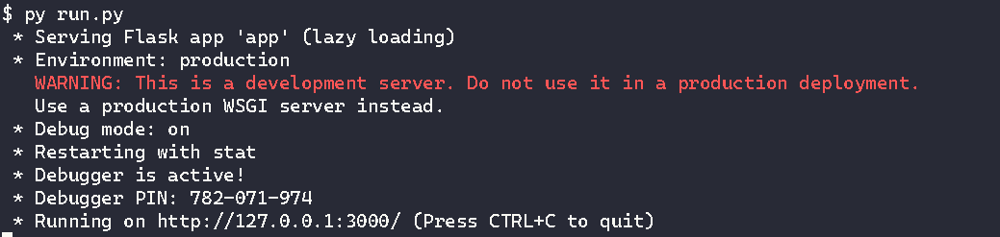 $ py run.py
* Serving Flask app 'app' (lazy loading)
* Environment: production
WARNING: This is a development server. Do not use it in a production deployment.
Use a production WSGI server instead.
* Debug mode: on
* Restarting with stat
* Debugger is active!
* Debugger PIN: 782-071-974
* Running on http://127.0.0.1:3000/ (Press CTRL+C to quit)